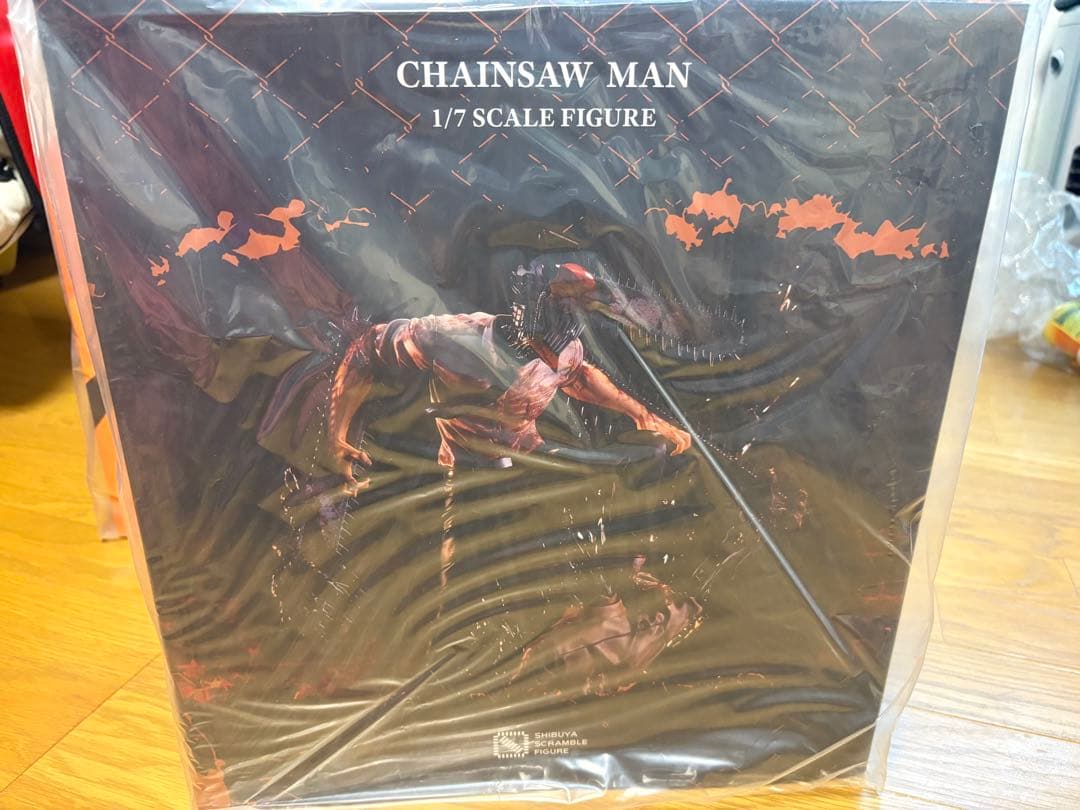 CHAINSAW MAN
1/7 SCALE FIGURE
SHIBUYA
SCRAMBLE
FIGURE